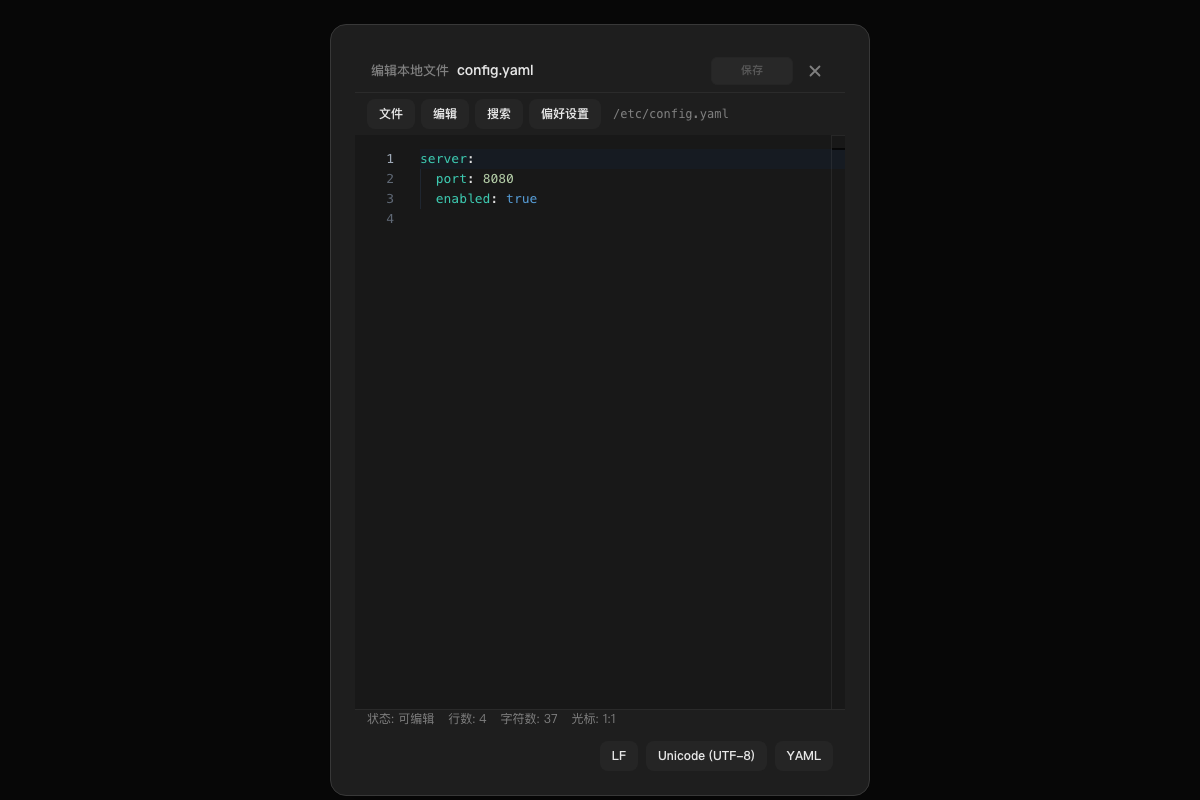 编辑本地文件 config.yaml 保存
文件 编辑 搜索 偏好设置 /etc/config.yaml
1 server:
2   port: 8080
3   enabled: true
4
状态: 可编辑 行数: 4 字符数: 37 光标: 1:1
LF Unicode (UTF-8) YAML